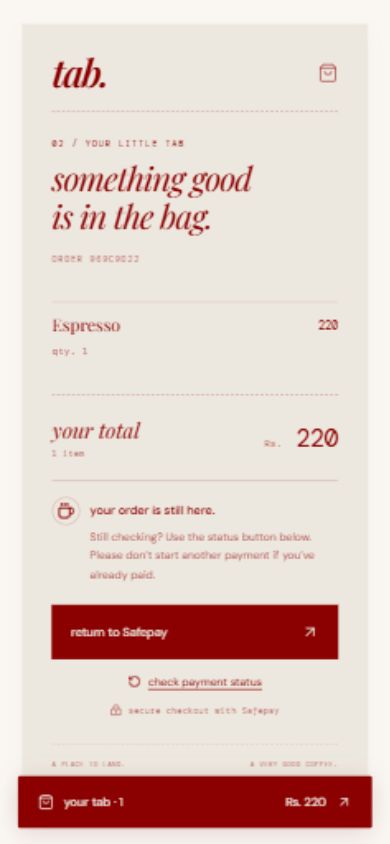 tab.
02 / YOUR LITTLE TAB
something good
is in the bag.
ORDER 969C9D22
Espresso 220
qty. 1
your total Rs. 220
1 item
your order is still here.
Still checking? Use the status button below.
Please don't start another payment if you've
already paid.
return to Safepay
check payment status
secure checkout with Safepay
A PLACE TO LAND. A VERY GOOD COFFEE.
your tab · 1 Rs. 220